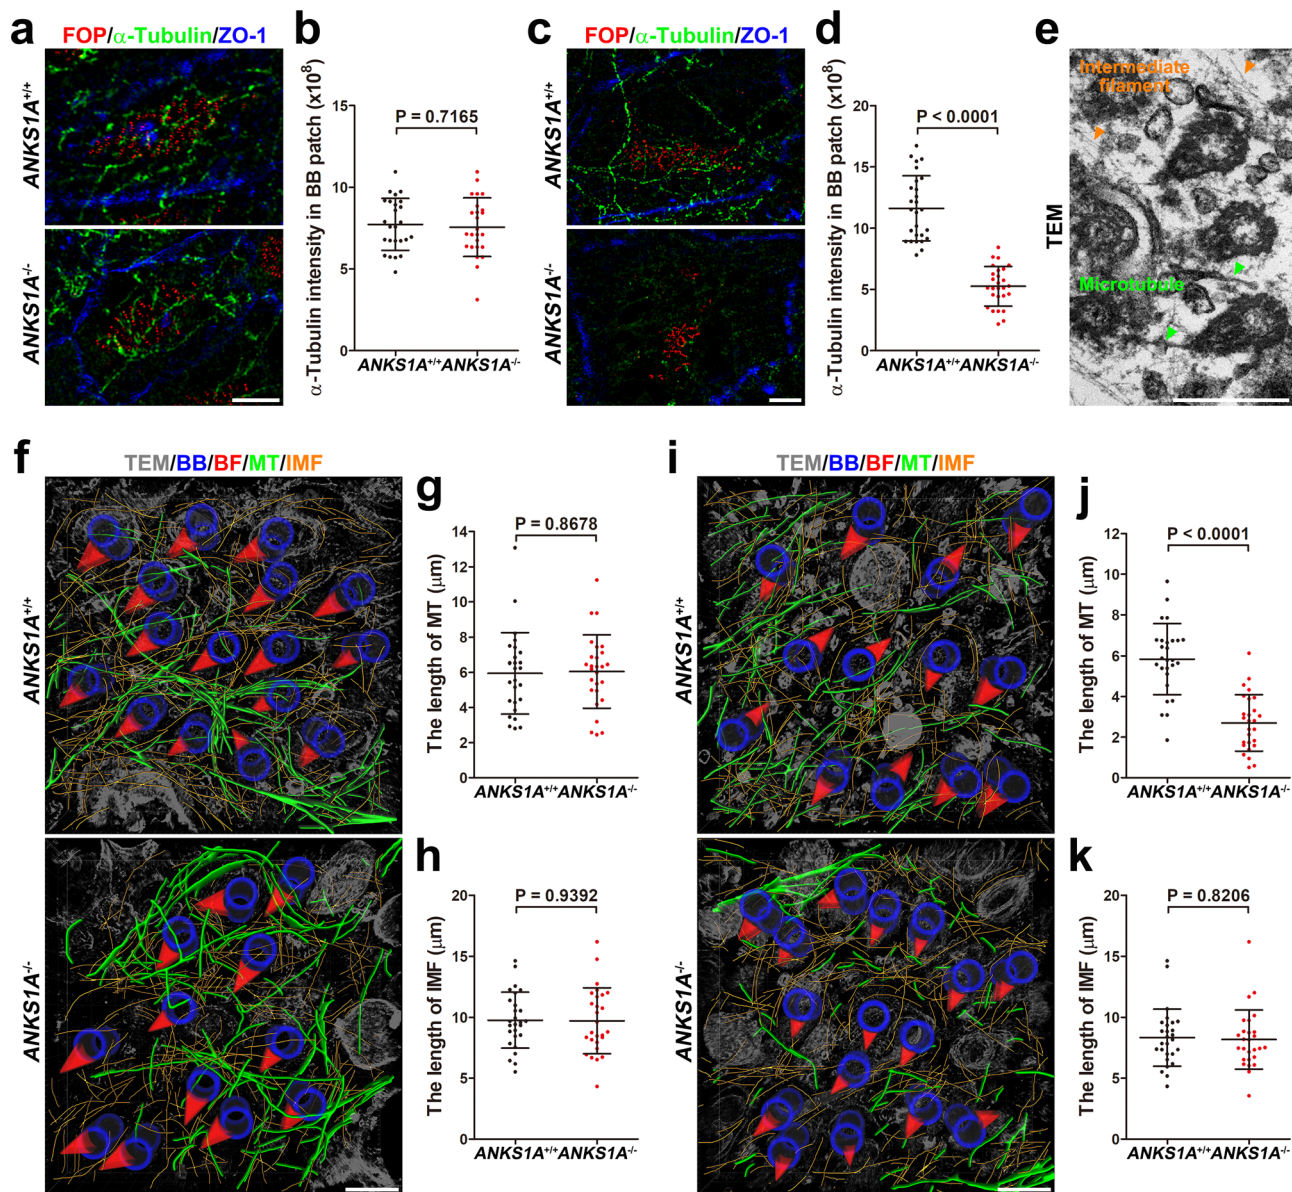 a
FOP/α-Tubulin/ZO-1
ANKS1A+/+
ANKS1A-/-
b
α-Tubulin intensity in BB patch (x10⁸)
15
10
5
0
P = 0.7165
ANKS1A+/+ ANKS1A-/-
c
FOP/α-Tubulin/ZO-1
ANKS1A+/+
ANKS1A-/-
d
α-Tubulin intensity in BB patch (x10⁸)
20
15
10
5
0
P < 0.0001
ANKS1A+/+ ANKS1A-/-
e
TEM
Intermediate
filament
Microtubule
f
TEM/BB/BF/MT/IMF
ANKS1A+/+
ANKS1A-/-
g
The length of MT (μm)
14
12
10
8
6
4
2
0
P = 0.8678
ANKS1A+/+ ANKS1A-/-
h
The length of IMF (μm)
20
15
10
5
0
P = 0.9392
ANKS1A+/+ ANKS1A-/-
i
TEM/BB/BF/MT/IMF
ANKS1A+/+
ANKS1A-/-
j
The length of MT (μm)
12
10
8
6
4
2
0
P < 0.0001
ANKS1A+/+ ANKS1A-/-
k
The length of IMF (μm)
20
15
10
5
0
P = 0.8206
ANKS1A+/+ ANKS1A-/-